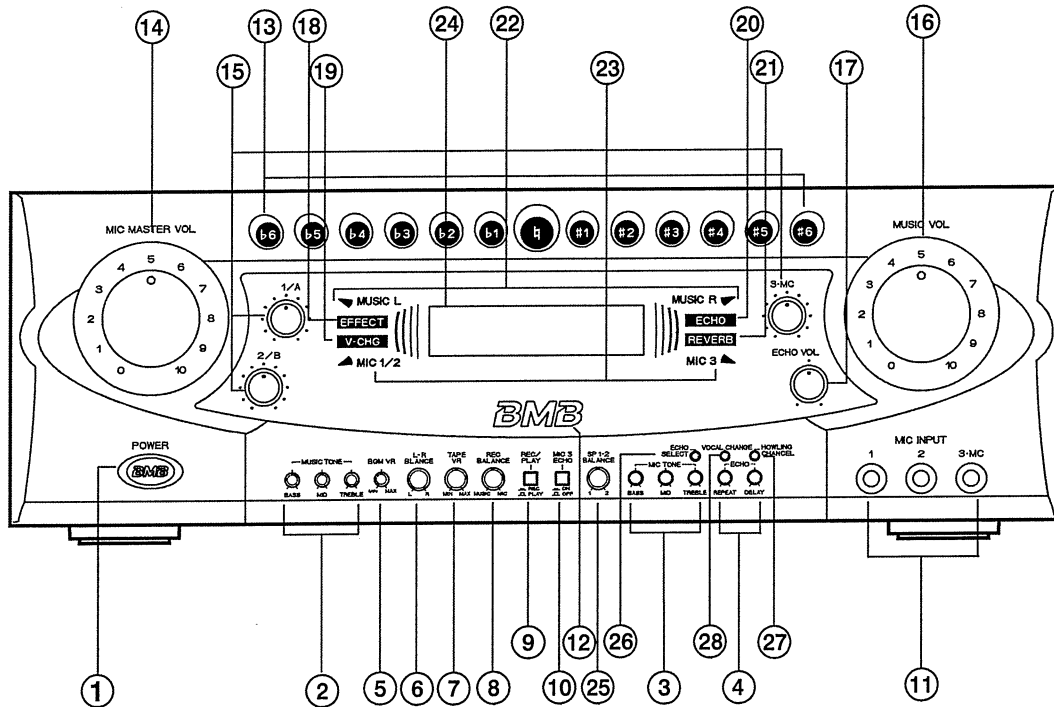 14 13 18 24 22 20 16
15 19 23 21 17
MIC MASTER VOL
♭6 ♭5 ♭4 ♭3 ♭2 ♭1 ♮ #1 #2 #3 #4 #5 #6
MUSIC VOL
0 1 2 3 4 5 6 7 8 9 10
1/A
2/B
MUSIC L
EFFECT
V-CHG
MIC 1/2
MUSIC R
ECHO
REVERB
MIC 3
3-MC
ECHO VOL
0 1 2 3 4 5 6 7 8 9 10
BMB
POWER
BMB
MUSIC TONE
BASS MID TREBLE
BGM VR
MIN MAX
L-R
BLANCE
L R
TAPE
VR
MIN MAX
REC
BALANCE
MUSIC MIC
REC/
PLAY
REC
PLAY
MIC 3
ECHO
ON
OFF
SP 1-2
BALANCE
1 2
ECHO
SELECT
VOCAL CHANGE
HOWLING
CHANCEL
MIC TONE
BASS MID TREBLE
ECHO
REPEAT DELAY
MIC INPUT
1 2 3-MC
9 12 26 28 27
1 2 5 6 7 8 10 25 3 4 11